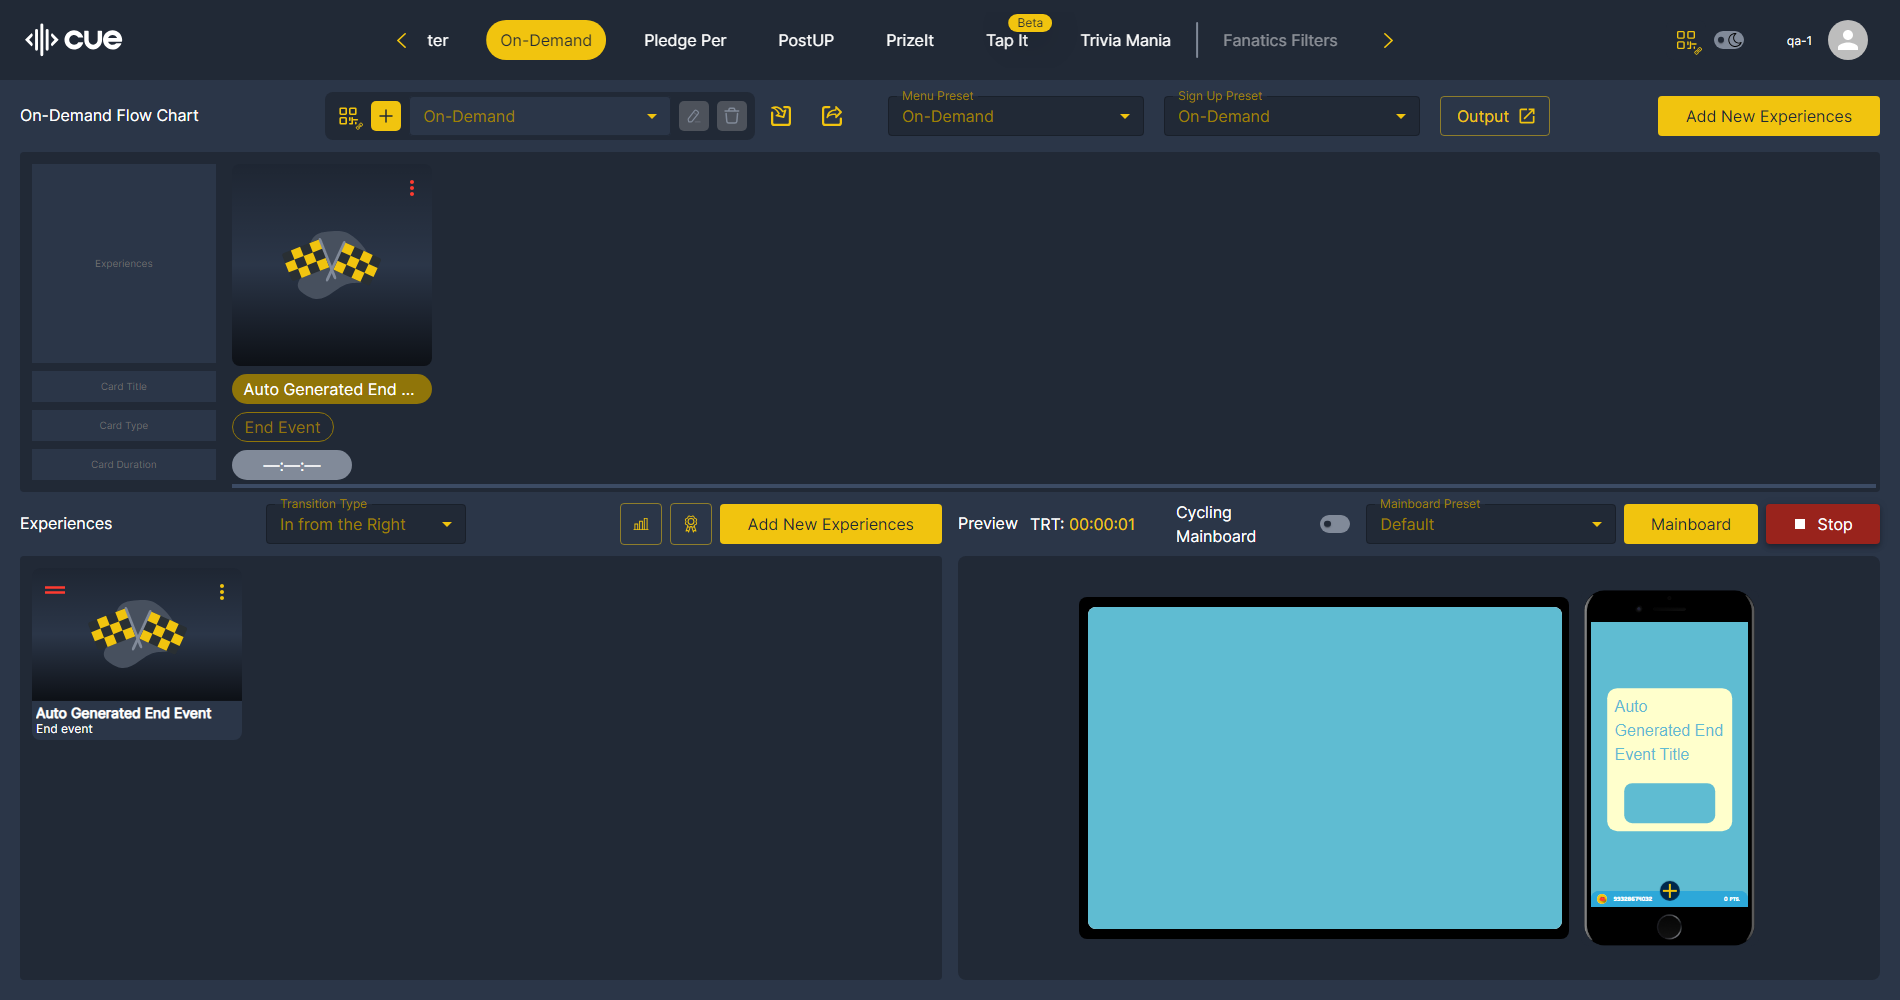 cue
ter
On-Demand
Pledge Per
PostUP
PrizeIt
Beta
Tap It
Trivia Mania
Fanatics Filters
qa-1
On-Demand Flow Chart
On-Demand
Menu Preset
On-Demand
Sign Up Preset
On-Demand
Output
Add New Experiences
Experiences
Card Title
Card Type
Card Duration
Auto Generated End ...
End Event
—:—:—
Experiences
Transition Type
In from the Right
Add New Experiences
Preview
TRT: 00:00:01
Cycling
Mainboard
Mainboard Preset
Default
Mainboard
Stop
Auto Generated End Event
End event
Auto
Generated End
Event Title
0 PTS.